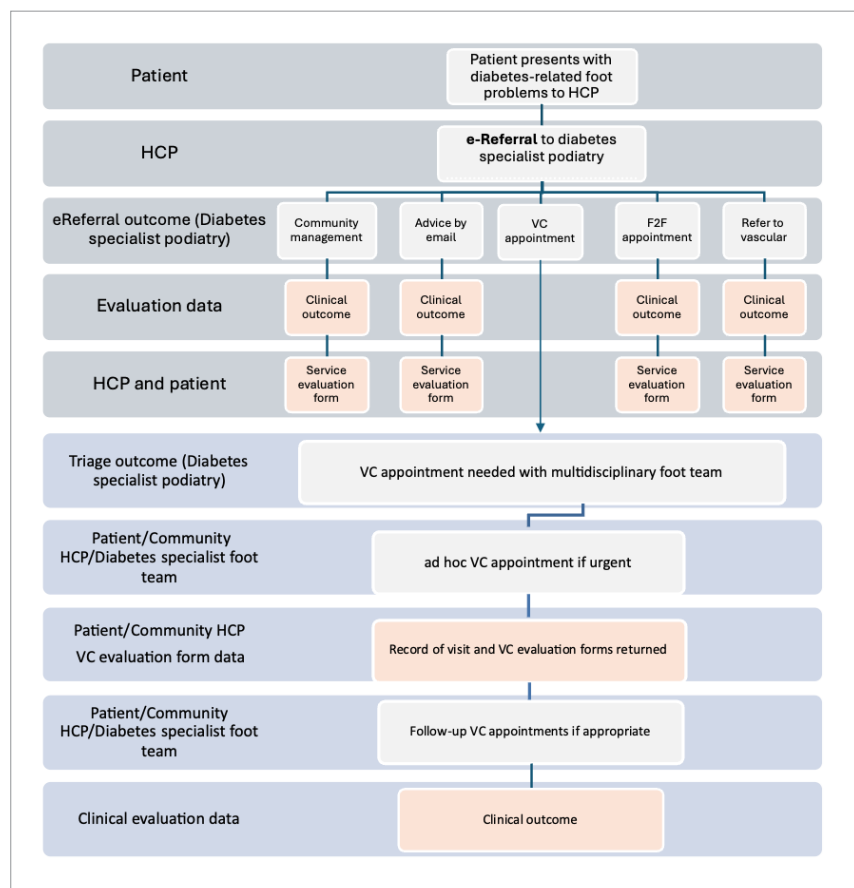 Patient
Patient presents with
diabetes-related foot
problems to HCP
HCP
e-Referral to diabetes
specialist podiatry
eReferral outcome (Diabetes
specialist podiatry)
Community
management
Advice by
email
VC
appointment
F2F
appointment
Refer to
vascular
Evaluation data
Clinical
outcome
Clinical
outcome
Clinical
outcome
Clinical
outcome
HCP and patient
Service
evaluation
form
Service
evaluation
form
Service
evaluation
form
Service
evaluation
form
Triage outcome (Diabetes
specialist podiatry)
VC appointment needed with multidisciplinary foot team
Patient/Community
HCP/Diabetes specialist foot
team
ad hoc VC appointment if urgent
Patient/Community HCP
VC evaluation form data
Record of visit and VC evaluation forms returned
Patient/Community
HCP/Diabetes specialist foot
team
Follow-up VC appointments if appropriate
Clinical evaluation data
Clinical outcome